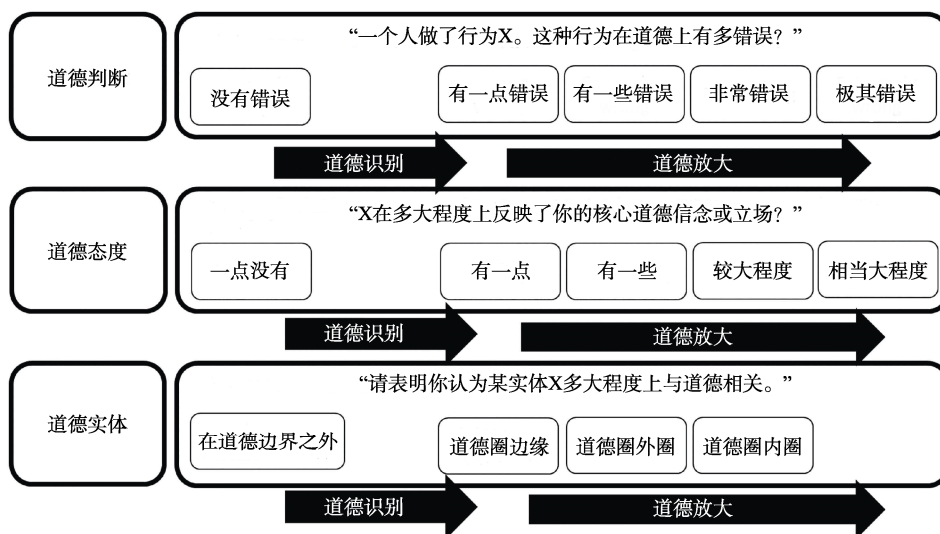 道德判断
“一个人做了行为X。这种行为在道德上有多错误？”
没有错误
有一点错误
有一些错误
非常错误
极其错误
道德识别
道德放大
道德态度
“X在多大程度上反映了你的核心道德信念或立场？”
一点没有
有一点
有一些
较大程度
相当大程度
道德识别
道德放大
道德实体
“请表明你认为某实体X多大程度上与道德相关。”
在道德边界之外
道德圈边缘
道德圈外圈
道德圈内圈
道德识别
道德放大